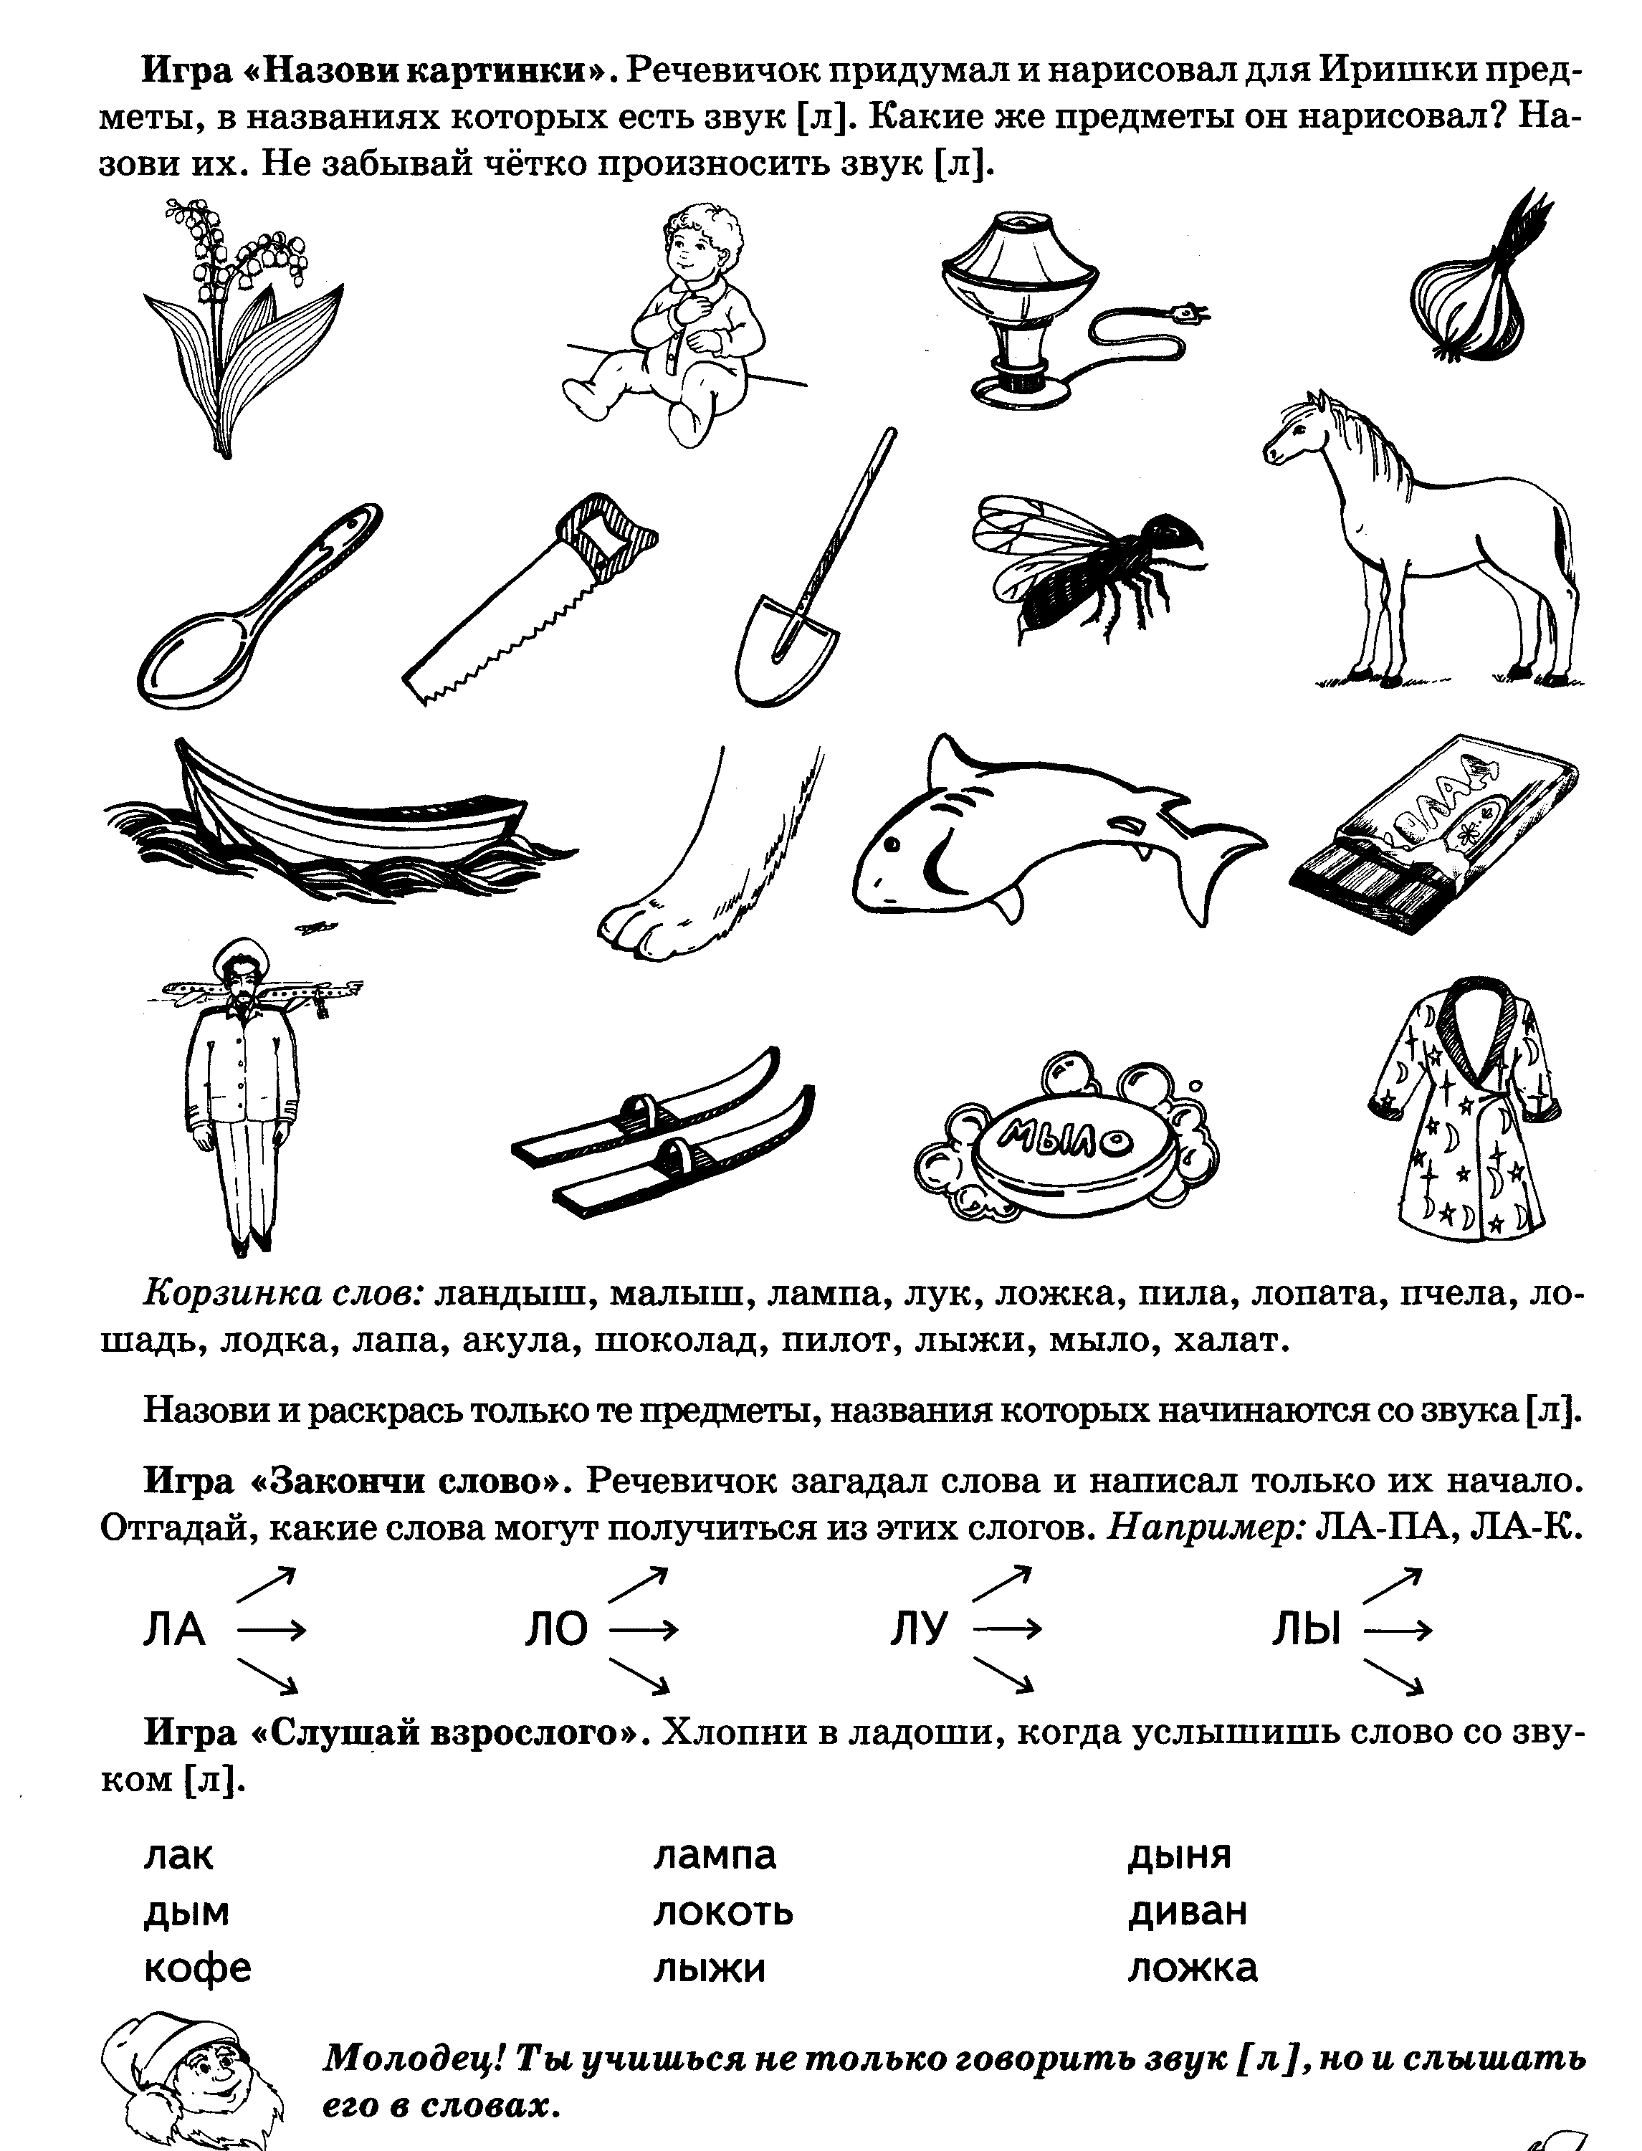 Игра «Назови картинки». Речевичок придумал и нарисовал для Иришки пред-
меты, в названиях которых есть звук [л]. Какие же предметы он нарисовал? На-
зови их. Не забывай чётко произносить звук [л].
ОЛАД
МЫЛО
Корзинка слов: ландыш, малыш, лампа, лук, ложка, пила, лопата, пчела, ло-
шадь, лодка, лапа, акула, шоколад, пилот, лыжи, мыло, халат.
Назови и раскрась только те предметы, названия которых начинаются со звука [л].
Игра «Закончи слово». Речевичок загадал слова и написал только их начало.
Отгадай, какие слова могут получиться из этих слогов. Например: ЛА-ПА, ЛА-К.
ЛА ЛО ЛУ ЛЫ
Игра «Слушай взрослого». Хлопни в ладоши, когда услышишь слово со зву-
ком [л].
лак лампа дыня
дым локоть диван
кофе лыжи ложка
Молодец! Ты учишься не только говорить звук [л], но и слышать
его в словах.